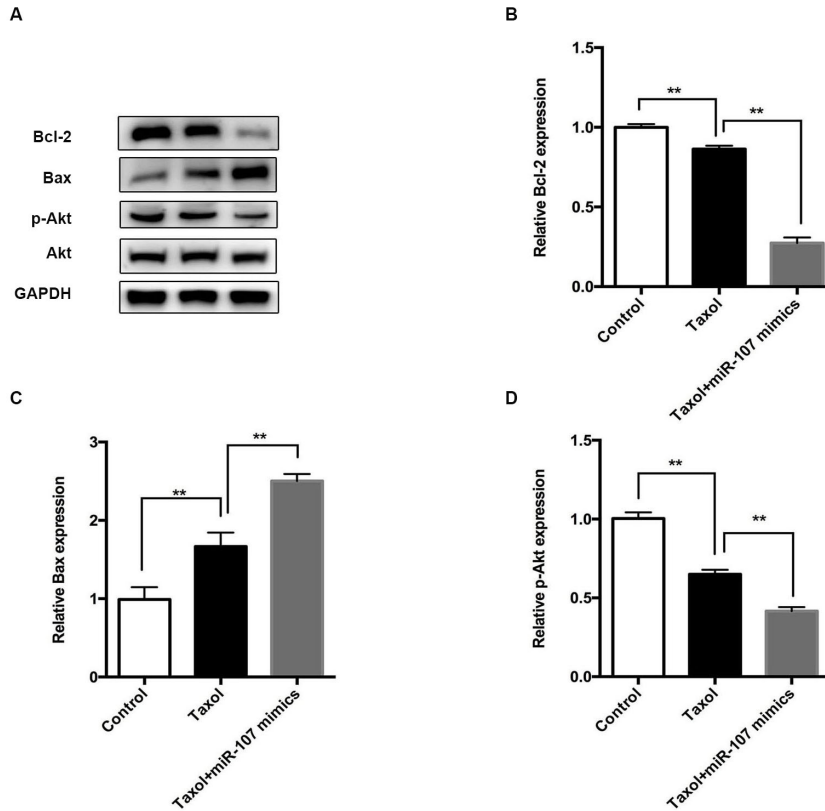 A
Bcl-2
Bax
p-Akt
Akt
GAPDH
B
Relative Bcl-2 expression
1.5
1.0
0.5
0.0
**
**
Control
Taxol
Taxol+miR-107 mimics
C
Relative Bax expression
3
2
1
0
**
**
Control
Taxol
Taxol+miR-107 mimics
D
Relative p-Akt expression
1.5
1.0
0.5
0.0
**
**
Control
Taxol
Taxol+miR-107 mimics